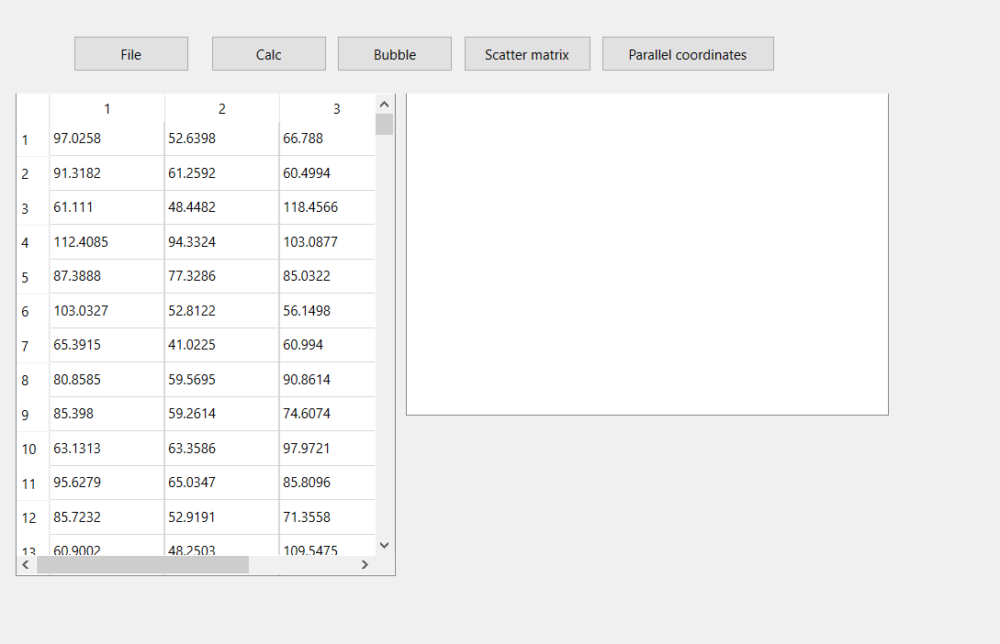 File Calc Bubble Scatter matrix Parallel coordinates
1 2 3
1 97.0258 52.6398 66.788
2 91.3182 61.2592 60.4994
3 61.111 48.4482 118.4566
4 112.4085 94.3324 103.0877
5 87.3888 77.3286 85.0322
6 103.0327 52.8122 56.1498
7 65.3915 41.0225 60.994
8 80.8585 59.5695 90.8614
9 85.398 59.2614 74.6074
10 63.1313 63.3586 97.9721
11 95.6279 65.0347 85.8096
12 85.7232 52.9191 71.3558
13 60.9002 48.2503 109.5475